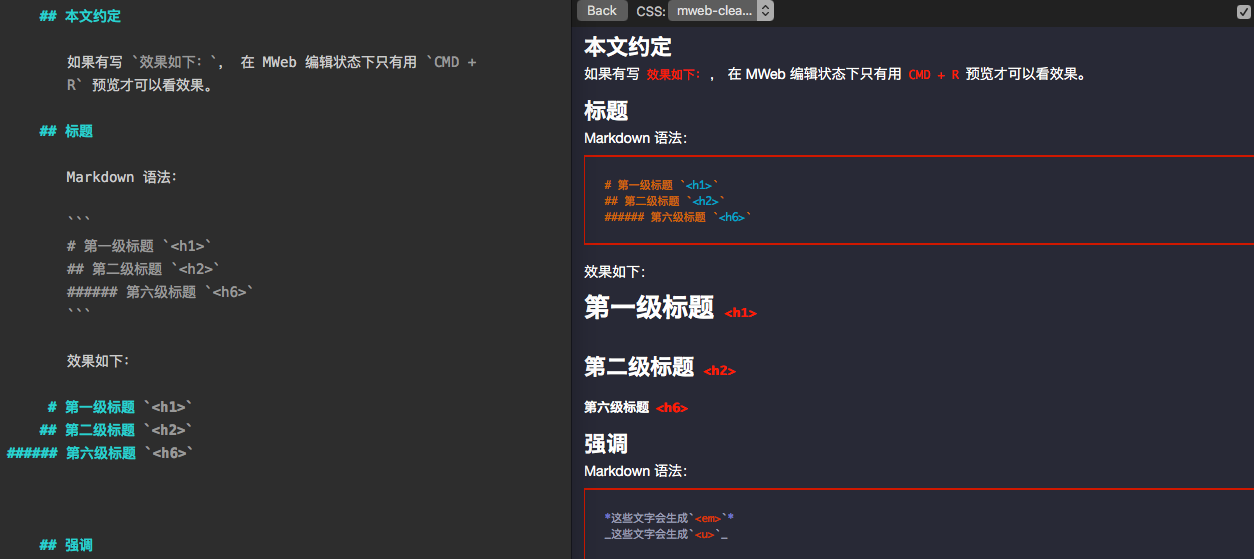 ## 本文约定
如果有写 `效果如下：`， 在 MWeb 编辑状态下只有用 `CMD +
R` 预览才可以看效果。
## 标题
Markdown 语法：
```
# 第一级标题 `<h1>`
## 第二级标题 `<h2>`
###### 第六级标题 `<h6>`
```
效果如下：
# 第一级标题 `<h1>`
## 第二级标题 `<h2>`
###### 第六级标题 `<h6>`
## 强调
Back CSS: mweb-clea...
本文约定
如果有写 效果如下：， 在 MWeb 编辑状态下只有用 CMD + R 预览才可以看效果。
标题
Markdown 语法：
# 第一级标题 `<h1>`
## 第二级标题 `<h2>`
###### 第六级标题 `<h6>`
效果如下：
第一级标题 <h1>
第二级标题 <h2>
第六级标题 <h6>
强调
Markdown 语法：
*这些文字会生成`<em>`*
_这些文字会生成`<u>`_